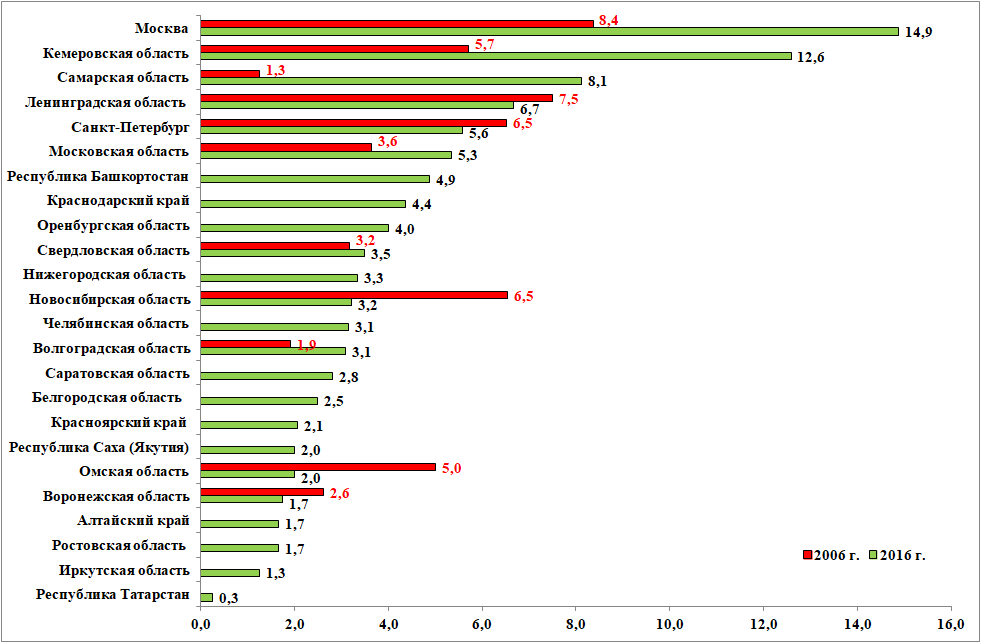 Москва 8,4 14,9
Кемеровская область 5,7 12,6
Самарская область 1,3 8,1
Ленинградская область 7,5 6,7
Санкт-Петербург 6,5 5,6
Московская область 3,6 5,3
Республика Башкортостан 4,9
Краснодарский край 4,4
Оренбургская область 4,0
Свердловская область 3,2 3,5
Нижегородская область 3,3
Новосибирская область 6,5 3,2
Челябинская область 3,1
Волгоградская область 1,9 3,1
Саратовская область 2,8
Белгородская область 2,5
Красноярский край 2,1
Республика Саха (Якутия) 2,0
Омская область 5,0 2,0
Воронежская область 2,6 1,7
Алтайский край 1,7
Ростовская область 1,7
Иркутская область 1,3
Республика Татарстан 0,3
2006 г. 2016 г.
0,0 2,0 4,0 6,0 8,0 10,0 12,0 14,0 16,0